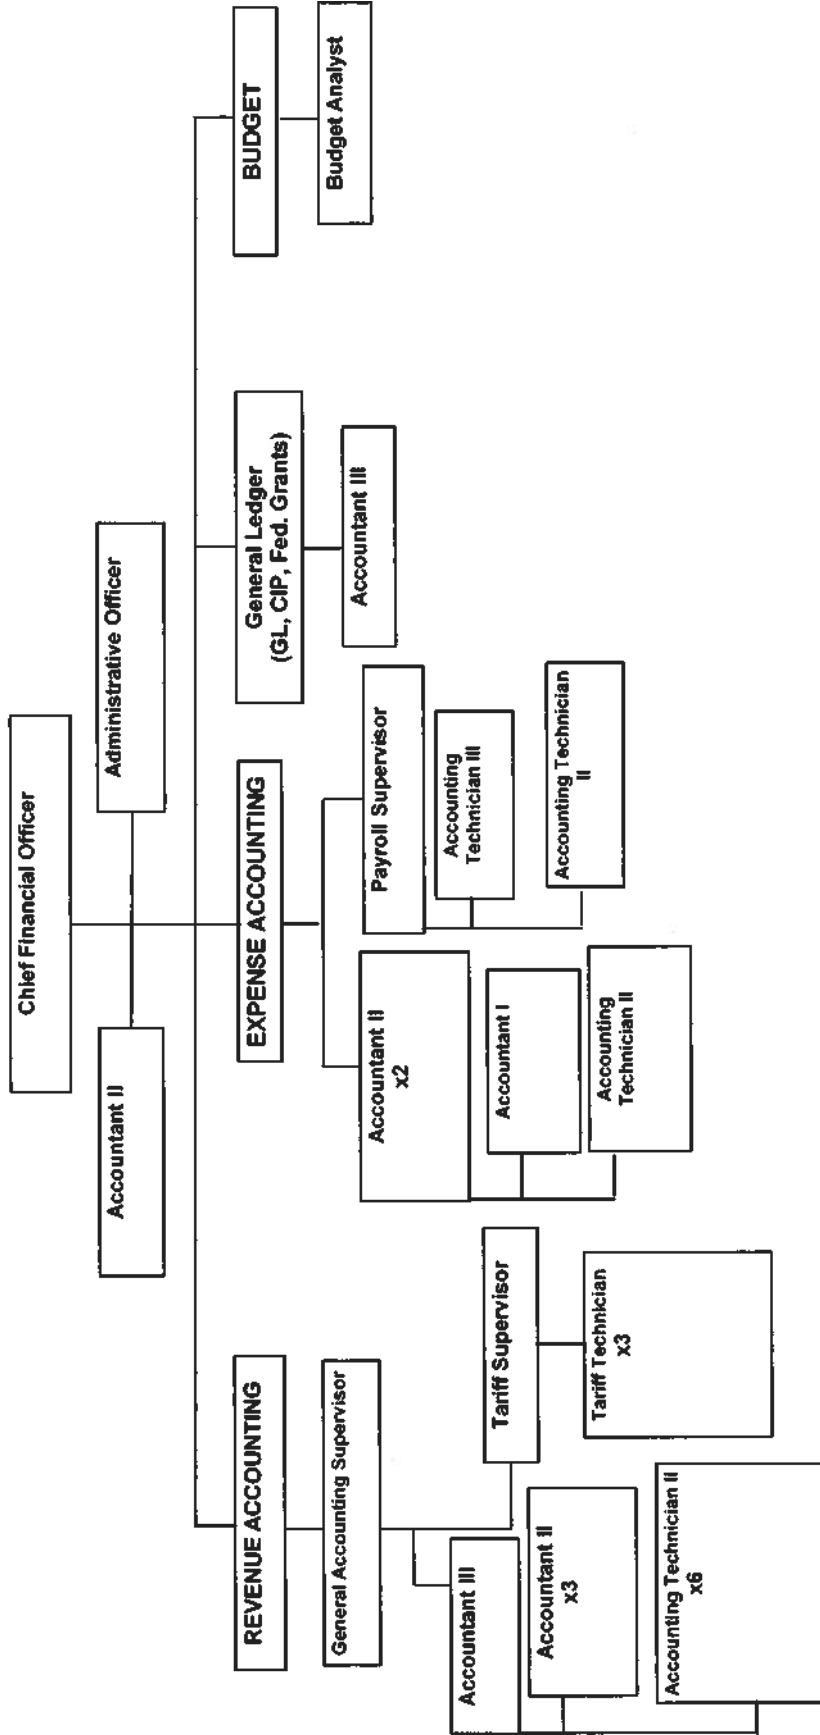 Chief Financial Officer
Accountant II
Administrative Officer
REVENUE ACCOUNTING
EXPENSE ACCOUNTING
General Ledger
(GL, CIP, Fed. Grants)
BUDGET
General Accounting Supervisor
Accountant III
Accountant II
x3
Accounting Technician II
x6
Tariff Supervisor
Tariff Technician
x3
Accountant II
x2
Accountant I
Accounting
Technician II
Payroll Supervisor
Accounting
Technician III
Accounting Technician
II
Accountant III
Budget Analyst